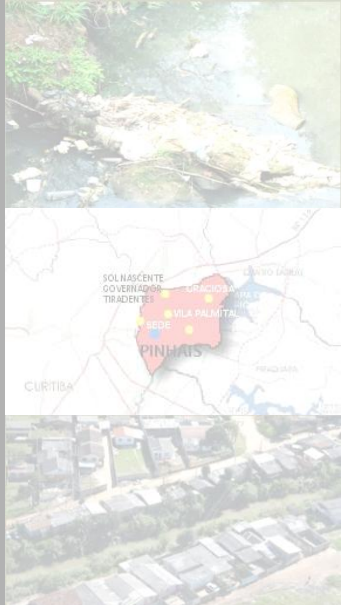 SOL NASCENTE
GOVERNADOR
TIRADENTES
GRACIOSA
VILA PALMITAL
SEDE
PINHAIS
CURITIBA
PIRAQUARA